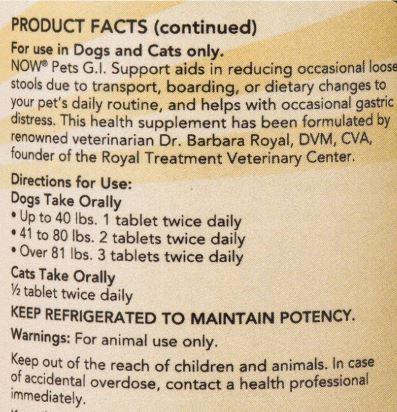 PRODUCT FACTS (continued)
For use in Dogs and Cats only.
NOW® Pets G.I. Support aids in reducing occasional loose
stools due to transport, boarding, or dietary changes to
your pet's daily routine, and helps with occasional gastric
distress. This health supplement has been formulated by
renowned veterinarian Dr. Barbara Royal, DVM, CVA,
founder of the Royal Treatment Veterinary Center.
Directions for Use:
Dogs Take Orally
• Up to 40 lbs. 1 tablet twice daily
• 41 to 80 lbs. 2 tablets twice daily
• Over 81 lbs. 3 tablets twice daily
Cats Take Orally
½ tablet twice daily
KEEP REFRIGERATED TO MAINTAIN POTENCY.
Warnings: For animal use only.
Keep out of the reach of children and animals. In case
of accidental overdose, contact a health professional
immediately.